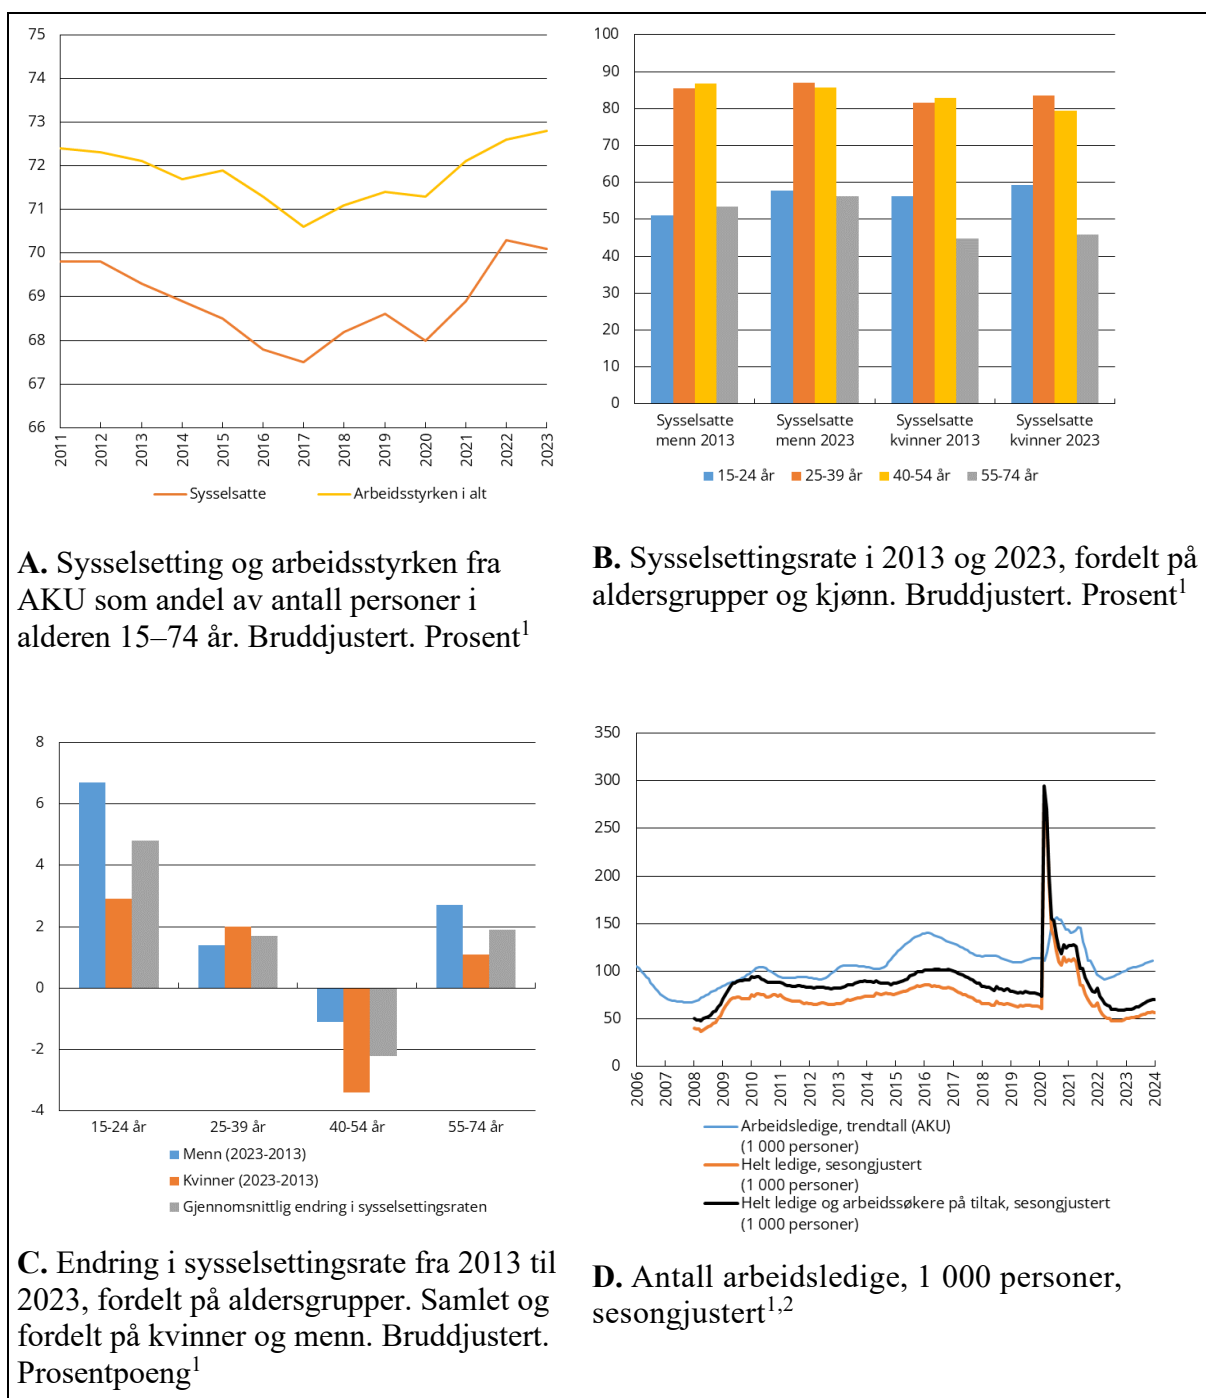 75
74
73
72
71
70
69
68
67
66
2011
2012
2013
2014
2015
2016
2017
2018
2019
2020
2021
2022
2023
Sysselsatte
Arbeidsstyrken i alt
A. Sysselsetting og arbeidsstyrken fra
AKU som andel av antall personer i
alderen 15–74 år. Bruddjustert. Prosent1
100
90
80
70
60
50
40
30
20
10
0
Sysselsatte
menn 2013
Sysselsatte
menn 2023
Sysselsatte
kvinner 2013
Sysselsatte
kvinner 2023
15-24 år
25-39 år
40-54 år
55-74 år
B. Sysselsettingsrate i 2013 og 2023, fordelt på
aldersgrupper og kjønn. Bruddjustert. Prosent1
8
6
4
2
0
-2
-4
15-24 år
25-39 år
40-54 år
55-74 år
Menn (2023-2013)
Kvinner (2023-2013)
Gjennomsnittlig endring i sysselsettingsraten
C. Endring i sysselsettingsrate fra 2013 til
2023, fordelt på aldersgrupper. Samlet og
fordelt på kvinner og menn. Bruddjustert.
Prosentpoeng1
350
300
250
200
150
100
50
0
2006
2007
2008
2009
2010
2011
2012
2013
2014
2015
2016
2017
2018
2019
2020
2021
2022
2023
2024
Arbeidsledige, trendtall (AKU)
(1 000 personer)
Helt ledige, sesongjustert
(1 000 personer)
Helt ledige og arbeidssøkere på tiltak, sesongjustert
(1 000 personer)
D. Antall arbeidsledige, 1 000 personer,
sesongjustert1,2